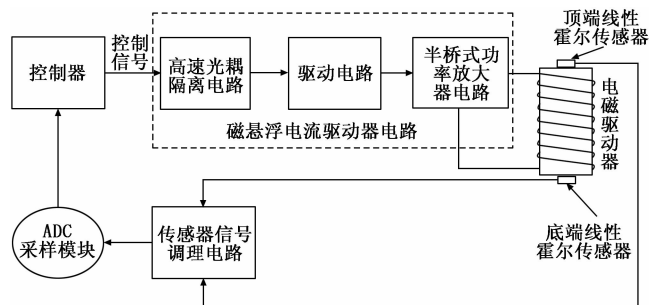 顶端线性
霍尔传感器
控制器
控制
信号
高速光耦
隔离电路
驱动电路
半桥式功
率放大
器电路
电磁驱动器
磁悬浮电流驱动器电路
ADC
采样模块
传感器信号
调理电路
底端线性
霍尔传感器